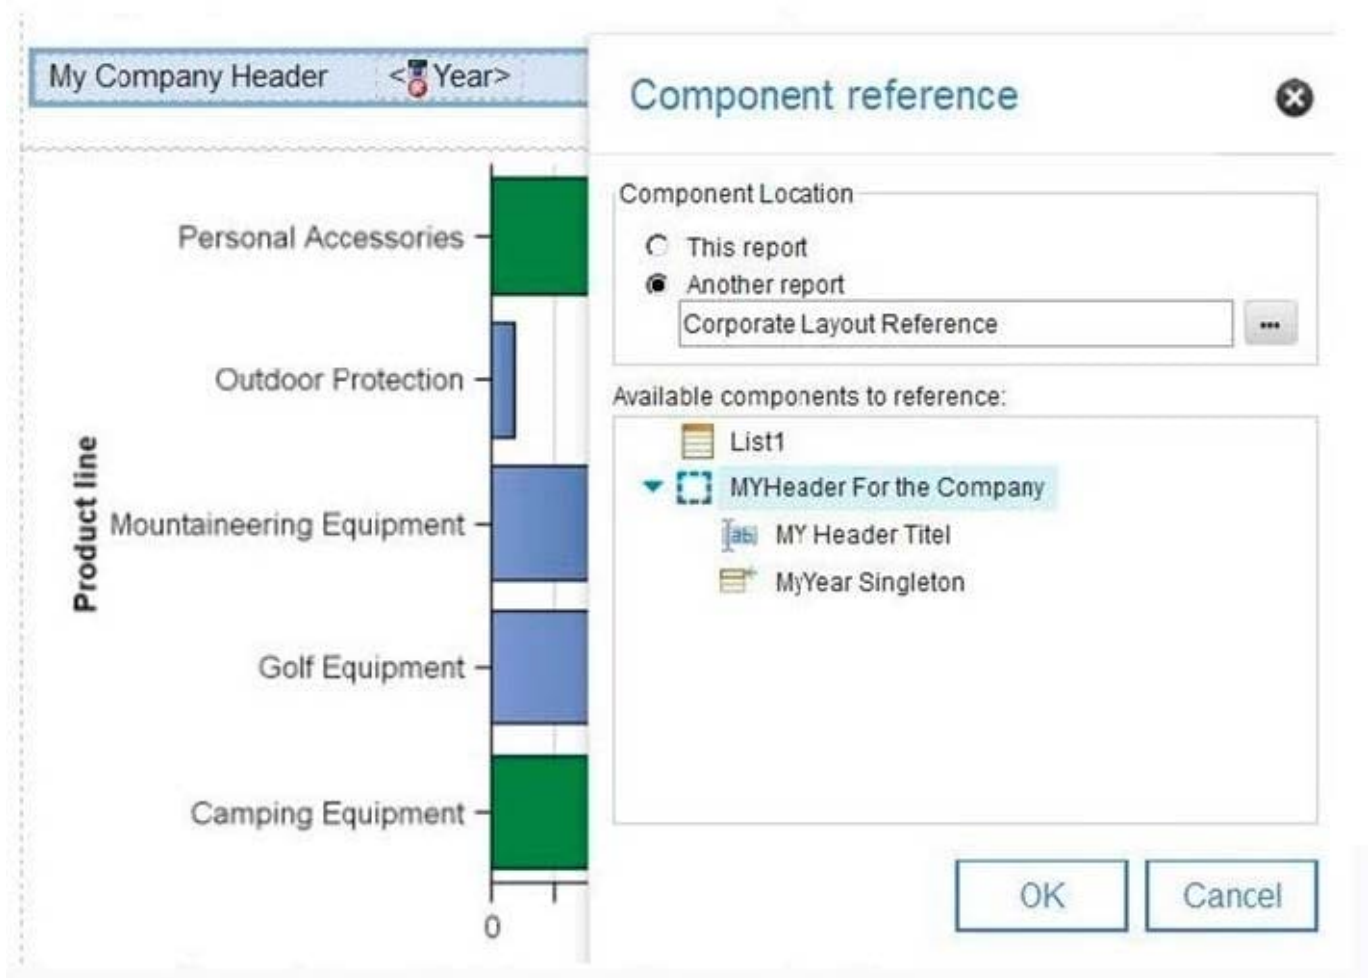 My Company Header <Year>
Component reference
Component Location
This report
Another report
Corporate Layout Reference
...
Available components to reference:
List1
MYHeader For the Company
ab
MY Header Titel
MyYear Singleton
OK
Cancel
Product line
Personal Accessories
Outdoor Protection
Mountaineering Equipment
Golf Equipment
Camping Equipment
0